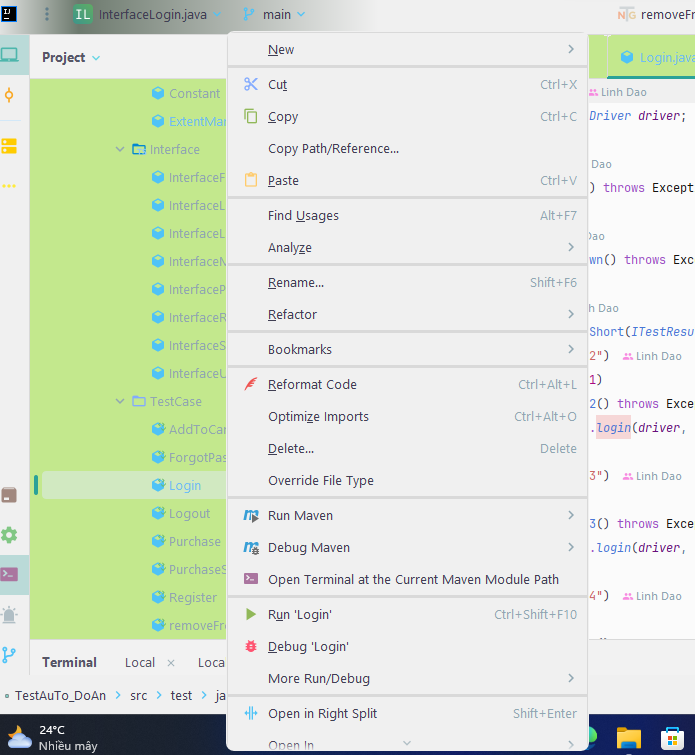 IJ
IL InterfaceLogin.java
main
NG removeFr
Project
Login.java
Constant
ExtentMan
Interface
InterfaceF
InterfaceL
InterfaceL
InterfaceM
InterfaceP
InterfaceR
InterfaceS
InterfaceU
TestCase
AddToCar
ForgotPas
Login
Logout
Purchase
PurchaseS
Register
removeFro
New
Cut Ctrl+X
Copy Ctrl+C
Copy Path/Reference...
Paste Ctrl+V
Find Usages Alt+F7
Analyze
Rename... Shift+F6
Refactor
Bookmarks
Reformat Code Ctrl+Alt+L
Optimize Imports Ctrl+Alt+O
Delete... Delete
Override File Type
Run Maven
Debug Maven
Open Terminal at the Current Maven Module Path
Run 'Login' Ctrl+Shift+F10
Debug 'Login'
More Run/Debug
Open in Right Split Shift+Enter
Open In
Linh Dao
Driver driver;
Dao
) throws Except
Dao
wn() throws Exc
h Dao
Short(ITestResu
2") Linh Dao
1)
2() throws Exce
.login(driver,
3") Linh Dao
3() throws Exce
.login(driver,
4") Linh Dao
Terminal
Local ×
Loca
TestAuTo_DoAn > src > test > ja
24°C
Nhiều mây